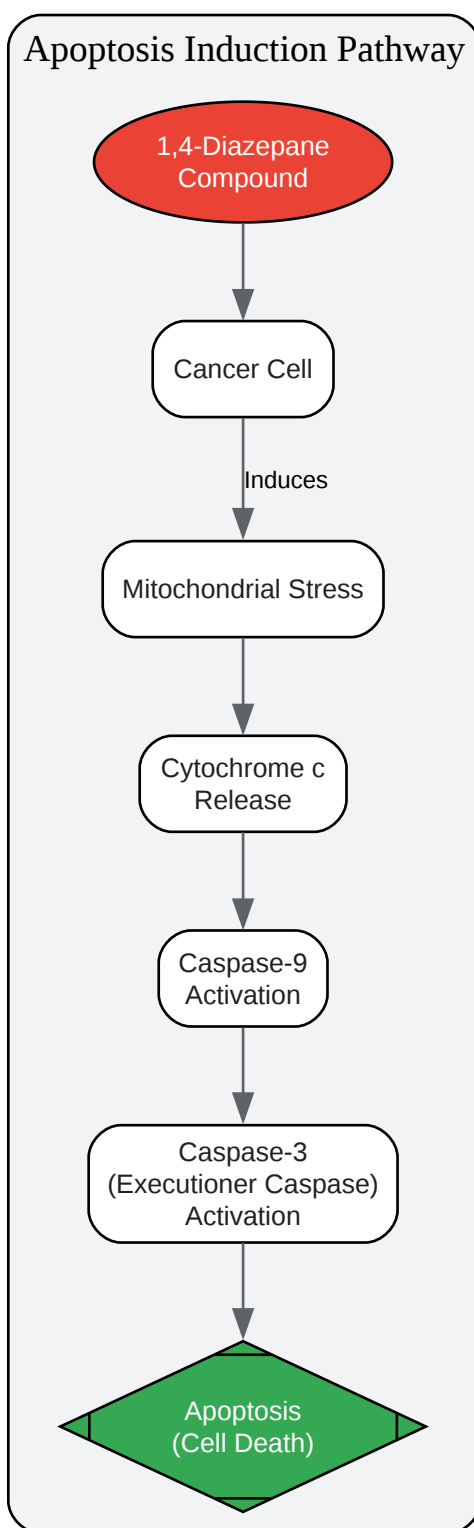 Apoptosis Induction Pathway
1,4-Diazepane
Compound
Cancer Cell
Induces
Mitochondrial Stress
Cytochrome c
Release
Caspase-9
Activation
Caspase-3
(Executioner Caspase)
Activation
Apoptosis
(Cell Death)